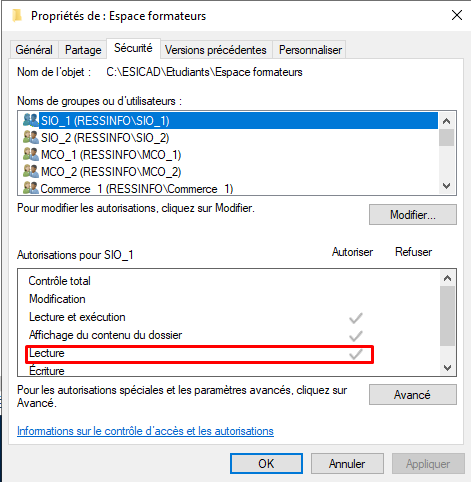 Propriétés de : Espace formateurs
Général Partage Sécurité Versions précédentes Personnaliser
Nom de l'objet : C:\ESICAD\Etudiants\Espace formateurs
Noms de groupes ou d'utilisateurs :
SIO_1 (RESSINFO\SIO_1)
SIO_2 (RESSINFO\SIO_2)
MCO_1 (RESSINFO\MCO_1)
MCO_2 (RESSINFO\MCO_2)
Commerce_1 (RESSINFO\Commerce_1)
Pour modifier les autorisations, cliquez sur Modifier.
Modifier...
Autorisations pour SIO_1 Autoriser Refuser
Contrôle total
Modification
Lecture et exécution
Affichage du contenu du dossier
Lecture
Écriture
Pour les autorisations spéciales et les paramètres avancés, cliquez sur
Avancé.
Avancé
Informations sur le contrôle d'accès et les autorisations
OK Annuler Appliquer